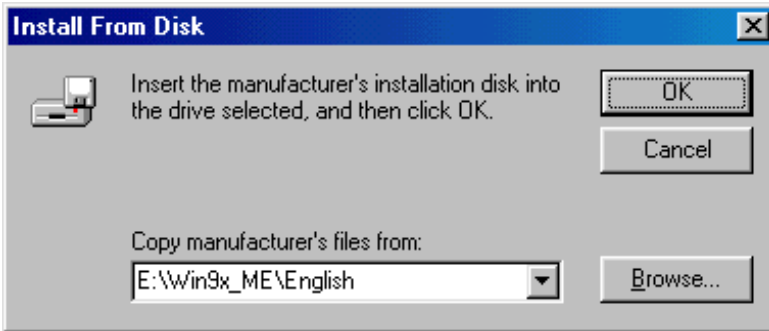 Install From Disk
Insert the manufacturer's installation disk into
the drive selected, and then click OK.
OK
Cancel
Copy manufacturer's files from:
E:\Win9x_ME\English
Browse...